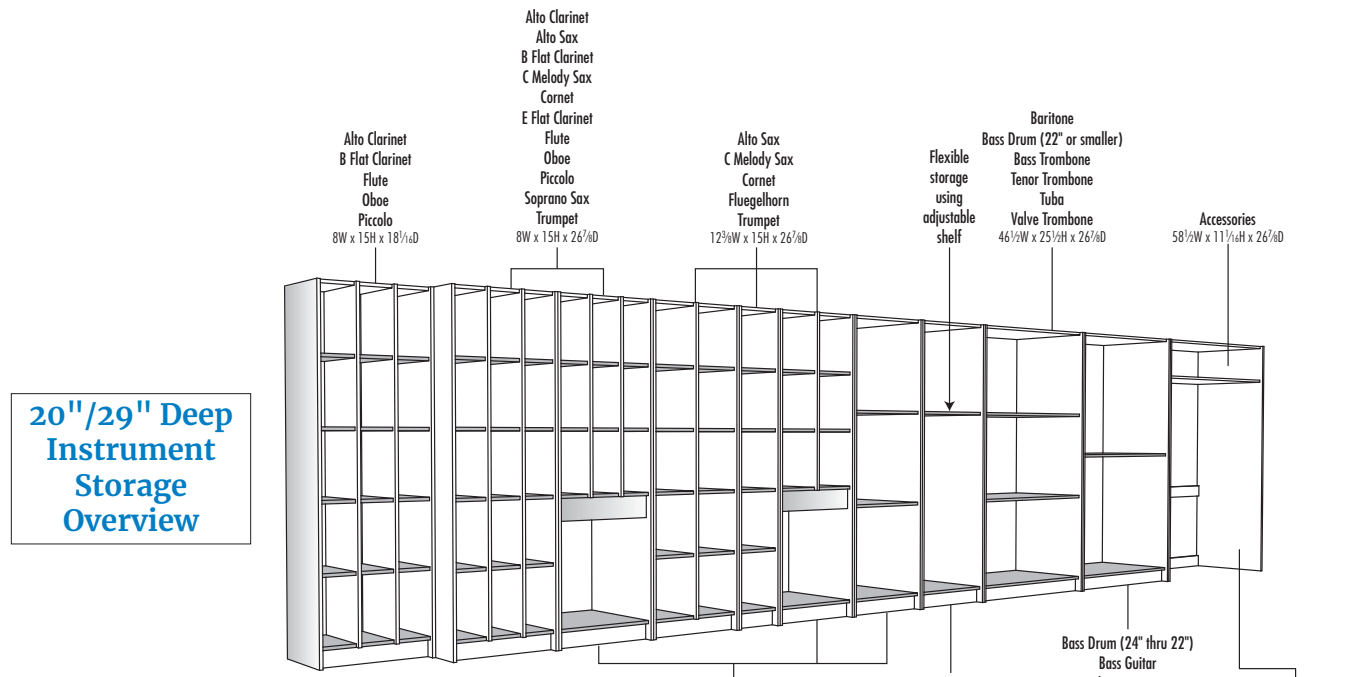 Alto Clarinet
Alto Sax
B Flat Clarinet
C Melody Sax
Cornet
E Flat Clarinet
Flute
Oboe
Piccolo
Soprano Sax
Trumpet
8W x 15H x 26⅞D
Alto Clarinet
B Flat Clarinet
Flute
Oboe
Piccolo
8W x 15H x 18¹⁄₁₆D
Alto Sax
C Melody Sax
Cornet
Fluegelhorn
Trumpet
12⅜W x 15H x 26⅞D
Flexible
storage
using
adjustable
shelf
Baritone
Bass Drum (22" or smaller)
Bass Trombone
Tenor Trombone
Tuba
Valve Trombone
46½W x 25½H x 26⅞D
Accessories
58½W x 11¹⁄₁₆H x 26⅞D
20"/29" Deep
Instrument
Storage
Overview
Bass Drum (24" thru 22")
Bass Guitar